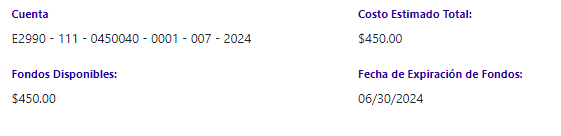 Cuenta
Costo Estimado Total:
E2990 - 111 - 0450040 - 0001 - 007 - 2024
$450.00
Fondos Disponibles:
Fecha de Expiración de Fondos:
$450.00
06/30/2024